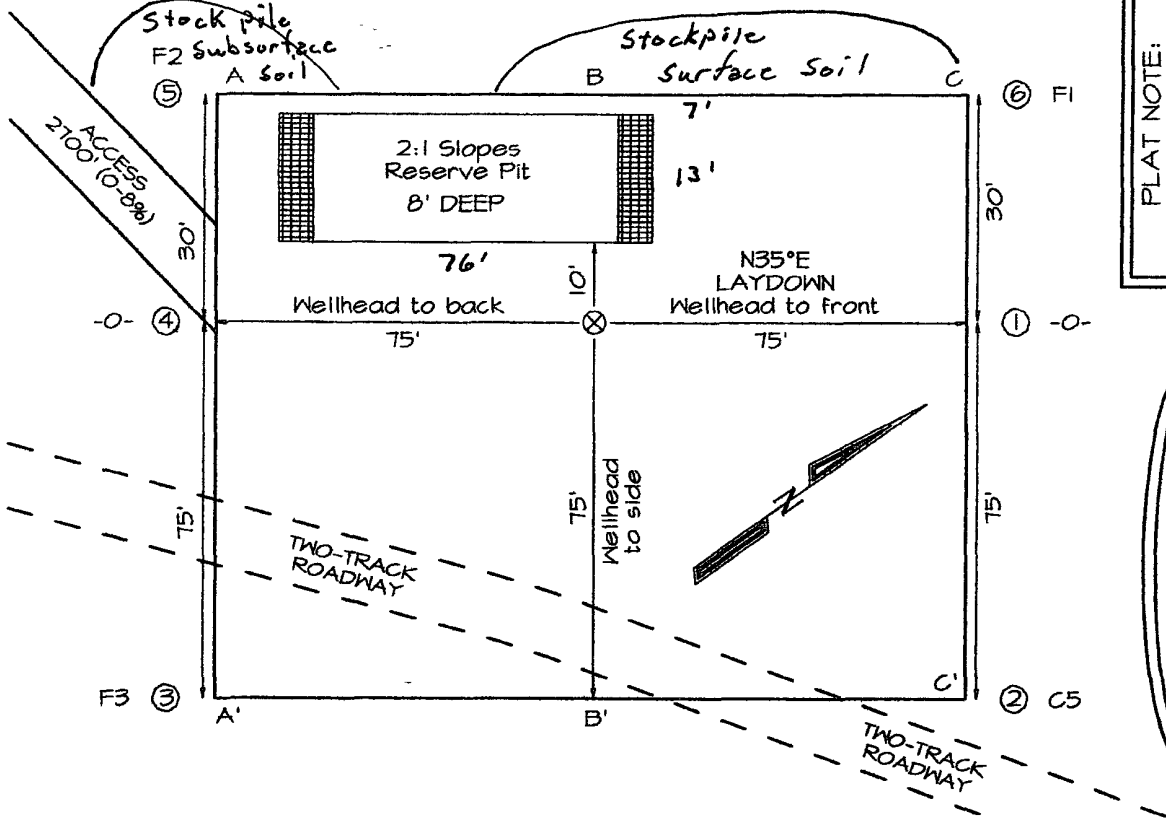 Stock pile
F2 Subsurface
Soil
Stockpile
Surface Soil
A
B
C
⑤
⑥ F1
7'
PLAT NOTE:
ACCESS
2700' (0-8%)
2:1 Slopes
Reserve Pit
8' DEEP
13'
30'
30'
76'
10'
N35°E
LAYDOWN
Wellhead to back
Wellhead to front
-0- ④
① -0-
75'
75'
75'
75'
Wellhead
to side
75'
N
TWO-TRACK
ROADWAY
F3 ③
A'
B'
C'
② C5
TWO-TRACK
ROADWAY